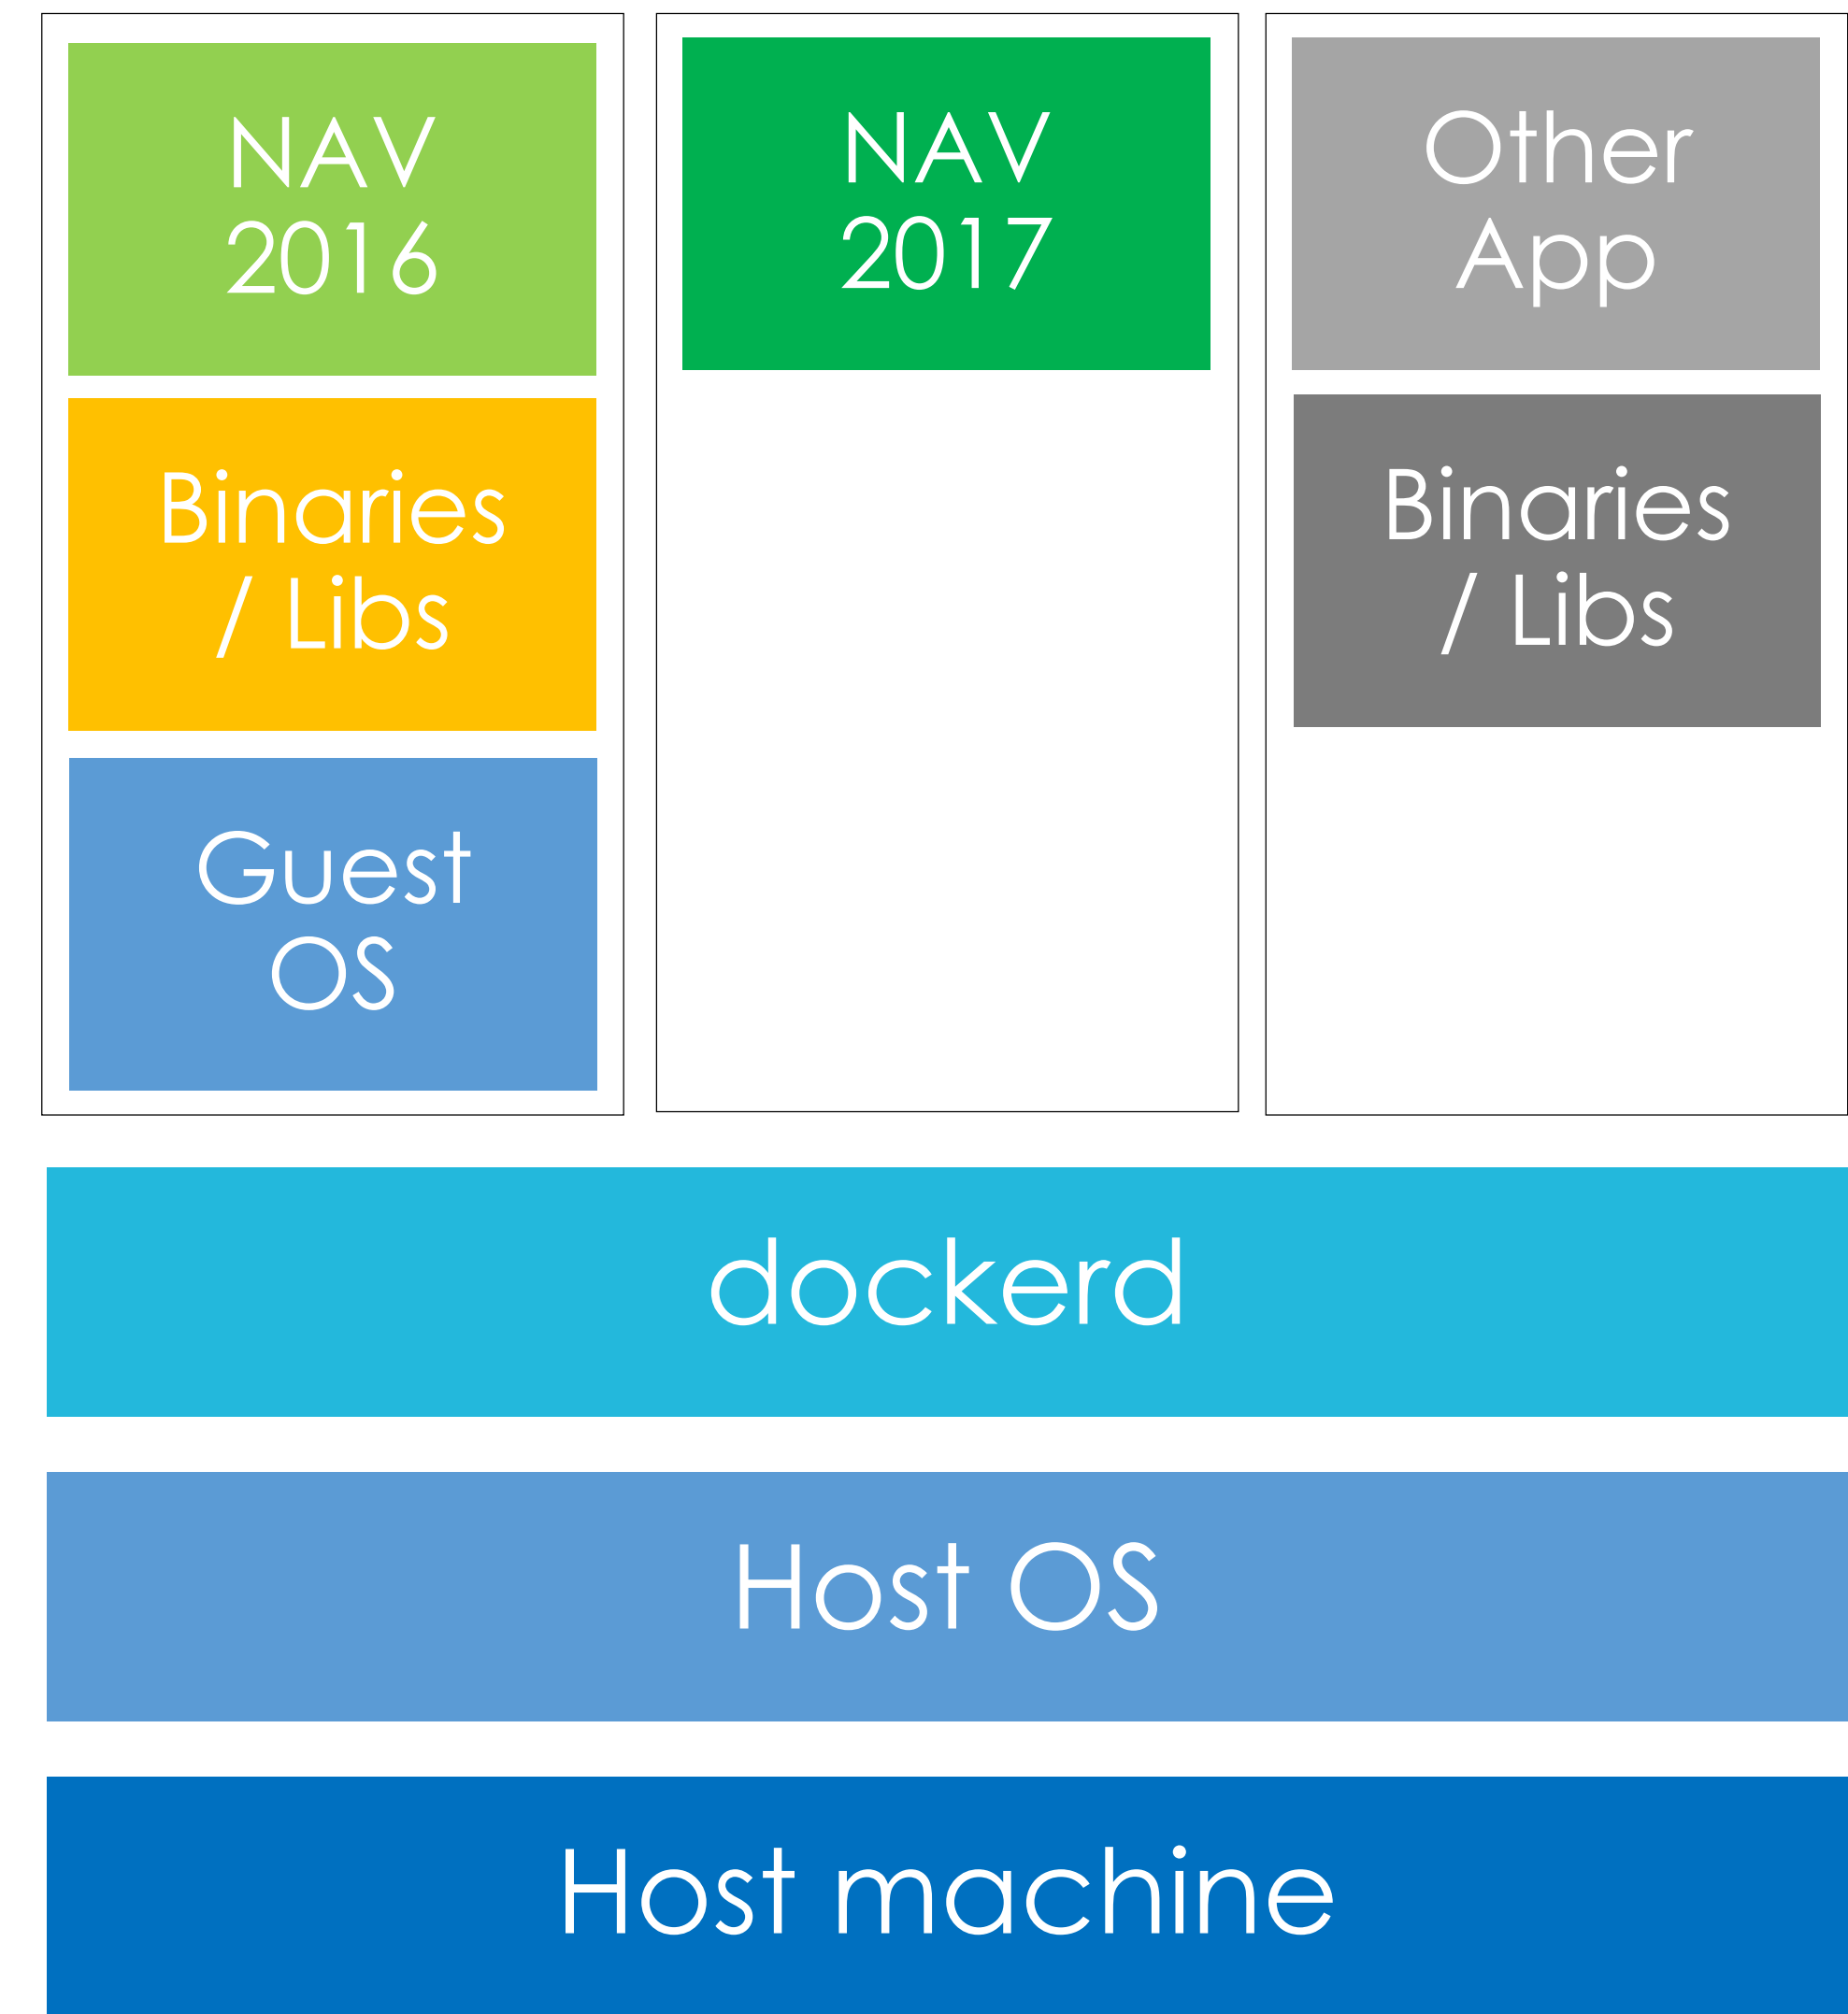 NAV
2016
Binaries
/ Libs
Guest
OS
NAV
2017
Other
App
Binaries
/ Libs
dockerd
Host OS
Host machine